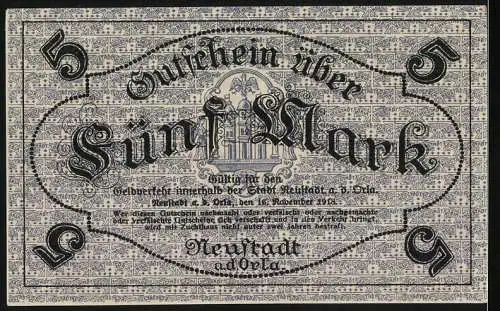 5 5
Gutschein über
Fünf Mark
Gültig für den
Geldverkehr innerhalb der Stadt Neustadt a. d. Orla.
Neustadt a. d. Orla, den 16. November 1918.
Wer diesen Gutschein nachmacht oder verfälscht oder nachgemachte
oder verfälschte Gutscheine sich verschafft und in den Verkehr bringt,
wird mit Zuchthaus nicht unter zwei Jahren bestraft.
Neustadt
a.d.Orla.
5 5